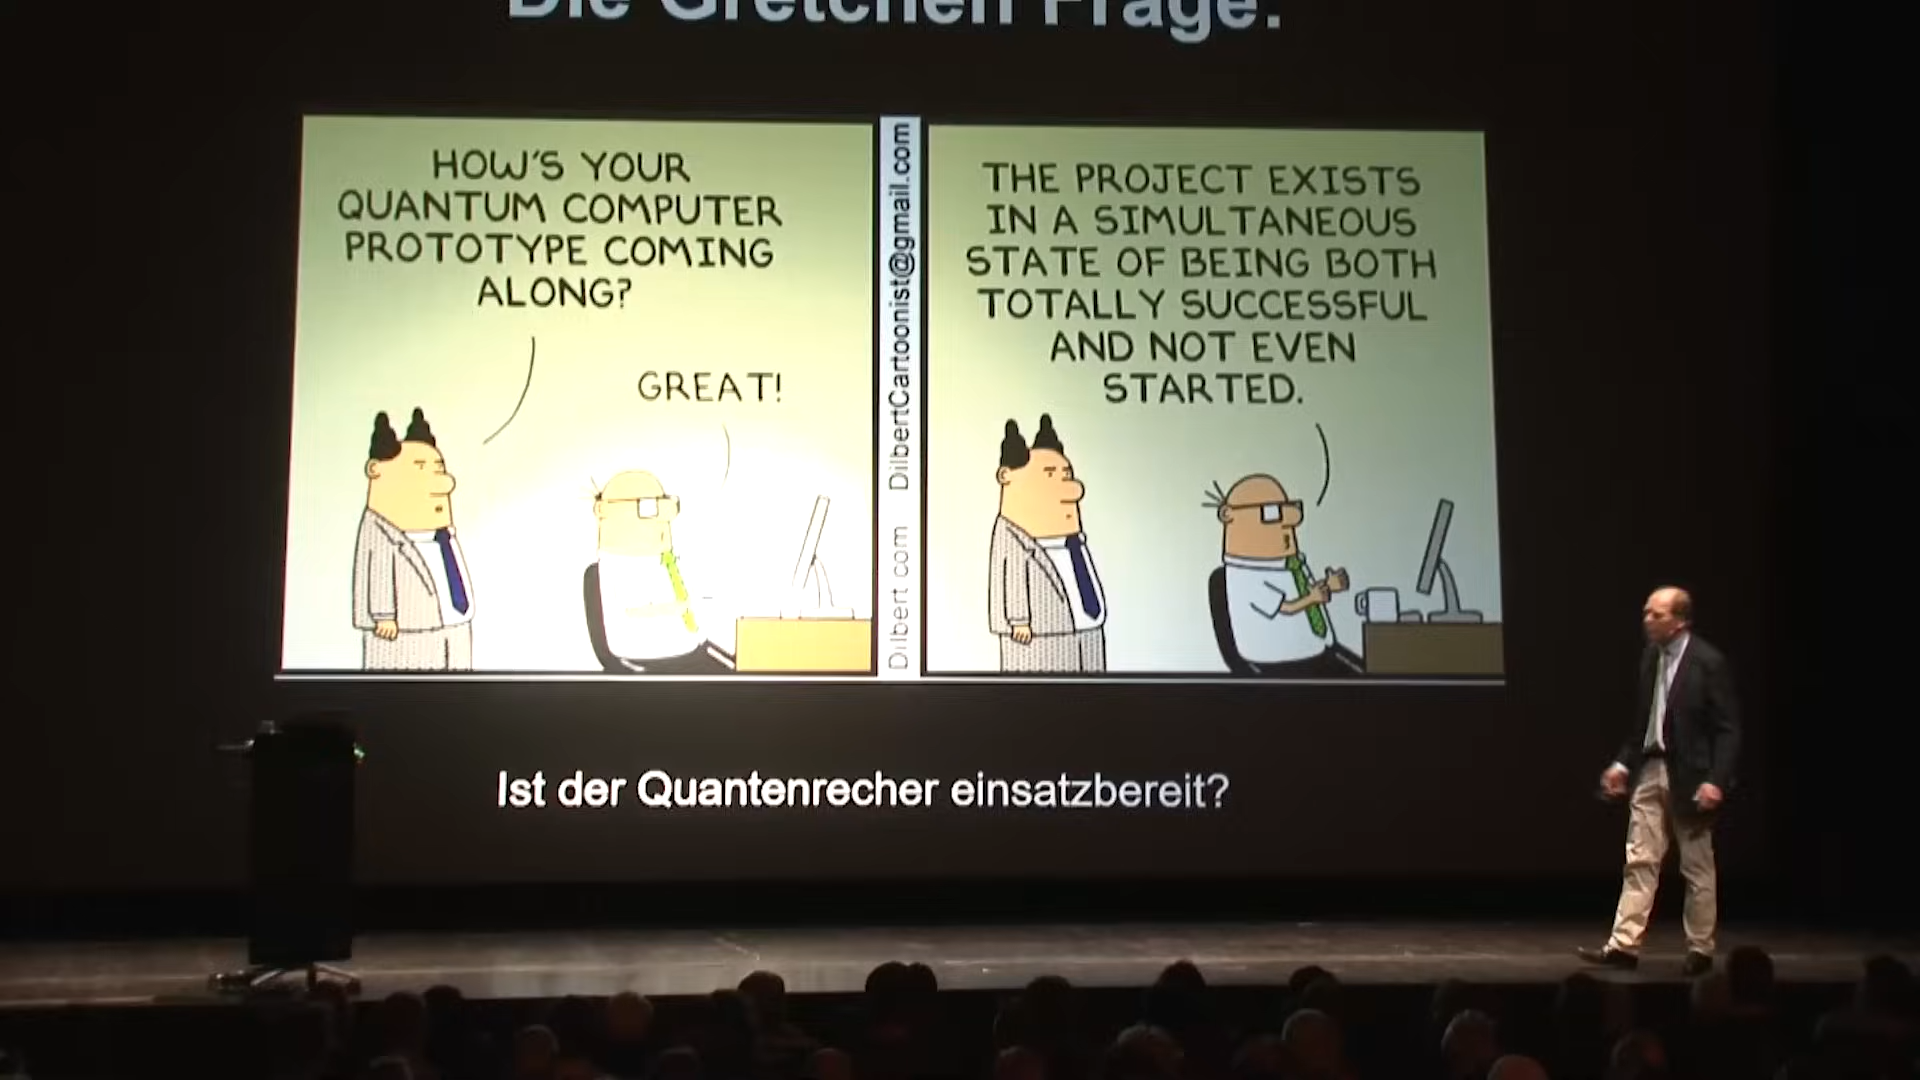 Die Gretchen Frage:
HOW'S YOUR
QUANTUM COMPUTER
PROTOTYPE COMING
ALONG?
GREAT!
Dilbert.com DilbertCartoonist@gmail.com
THE PROJECT EXISTS
IN A SIMULTANEOUS
STATE OF BEING BOTH
TOTALLY SUCCESSFUL
AND NOT EVEN
STARTED.
Ist der Quantenrecher einsatzbereit?